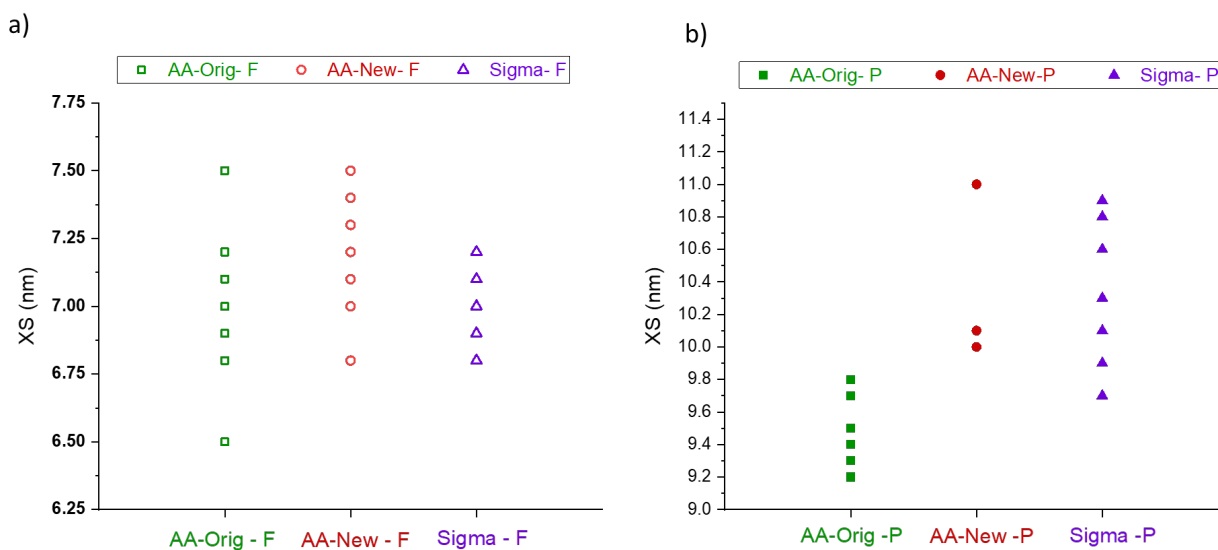 a)
AA-Orig- F AA-New- F Sigma- F
7.75
7.50
7.25
7.00
6.75
6.50
6.25
XS (nm)
AA-Orig - F AA-New - F Sigma - F
b)
AA-Orig- P AA-New-P Sigma- P
11.4
11.2
11.0
10.8
10.6
10.4
10.2
10.0
9.8
9.6
9.4
9.2
9.0
XS (nm)
AA-Orig -P AA-New -P Sigma -P